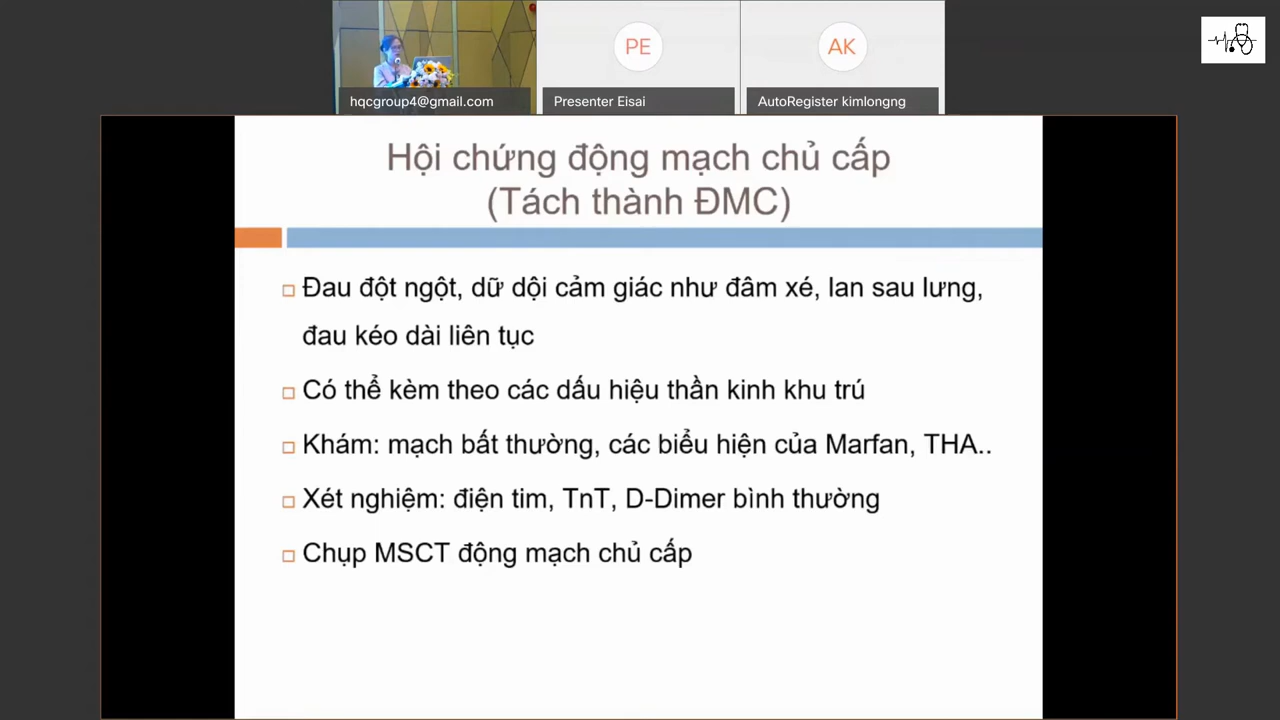 hqcgroup4@gmail.com
PE
Presenter Eisai
AK
AutoRegister kimlongng
Hội chứng động mạch chủ cấp
(Tách thành ĐMC)
Đau đột ngột, dữ dội cảm giác như đâm xé, lan sau lưng,
đau kéo dài liên tục
Có thể kèm theo các dấu hiệu thần kinh khu trú
Khám: mạch bất thường, các biểu hiện của Marfan, THA..
Xét nghiệm: điện tim, TnT, D-Dimer bình thường
Chụp MSCT động mạch chủ cấp